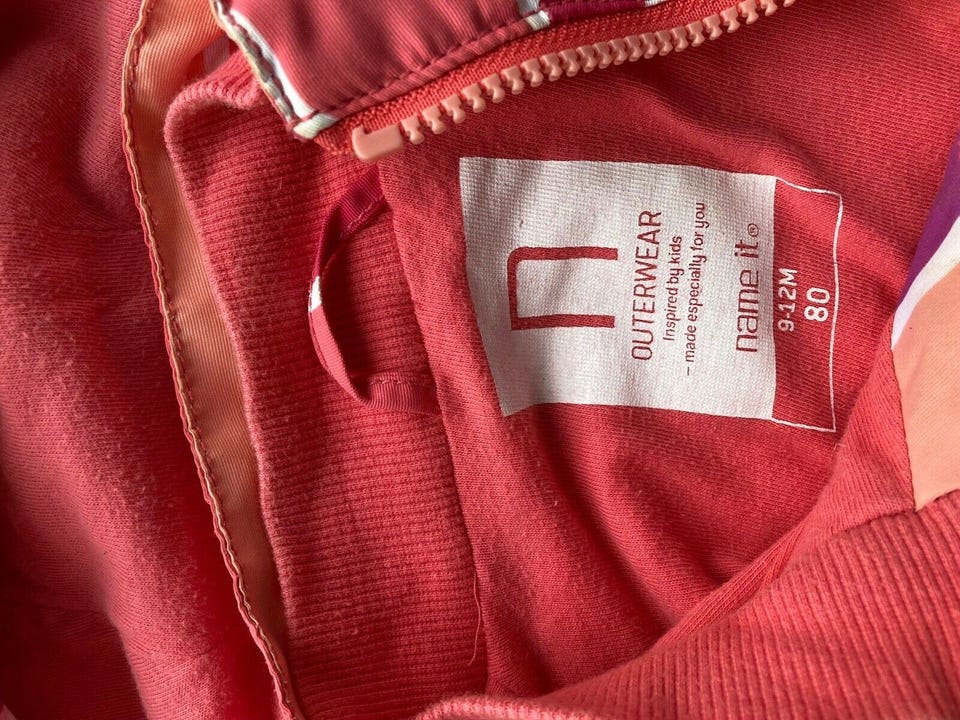 OUTERWEAR
Inspired by kids
– made especially for you
name it®
9-12M
80